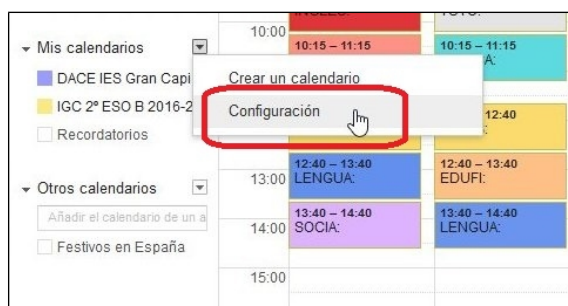 INGLES:
TUTO:
10:00
Mis calendarios
10:15 – 11:15
10:15 – 11:15
A:
DACE IES Gran Capi
Crear un calendario
IGC 2º ESO B 2016-2
Configuración
12:40
Recordatorios
12:40 – 13:40
12:40 – 13:40
13:00
LENGUA:
EDUFI:
Otros calendarios
Añadir el calendario de un a
13:40 – 14:40
13:40 – 14:40
14:00
SOCIA:
LENGUA:
Festivos en España
15:00